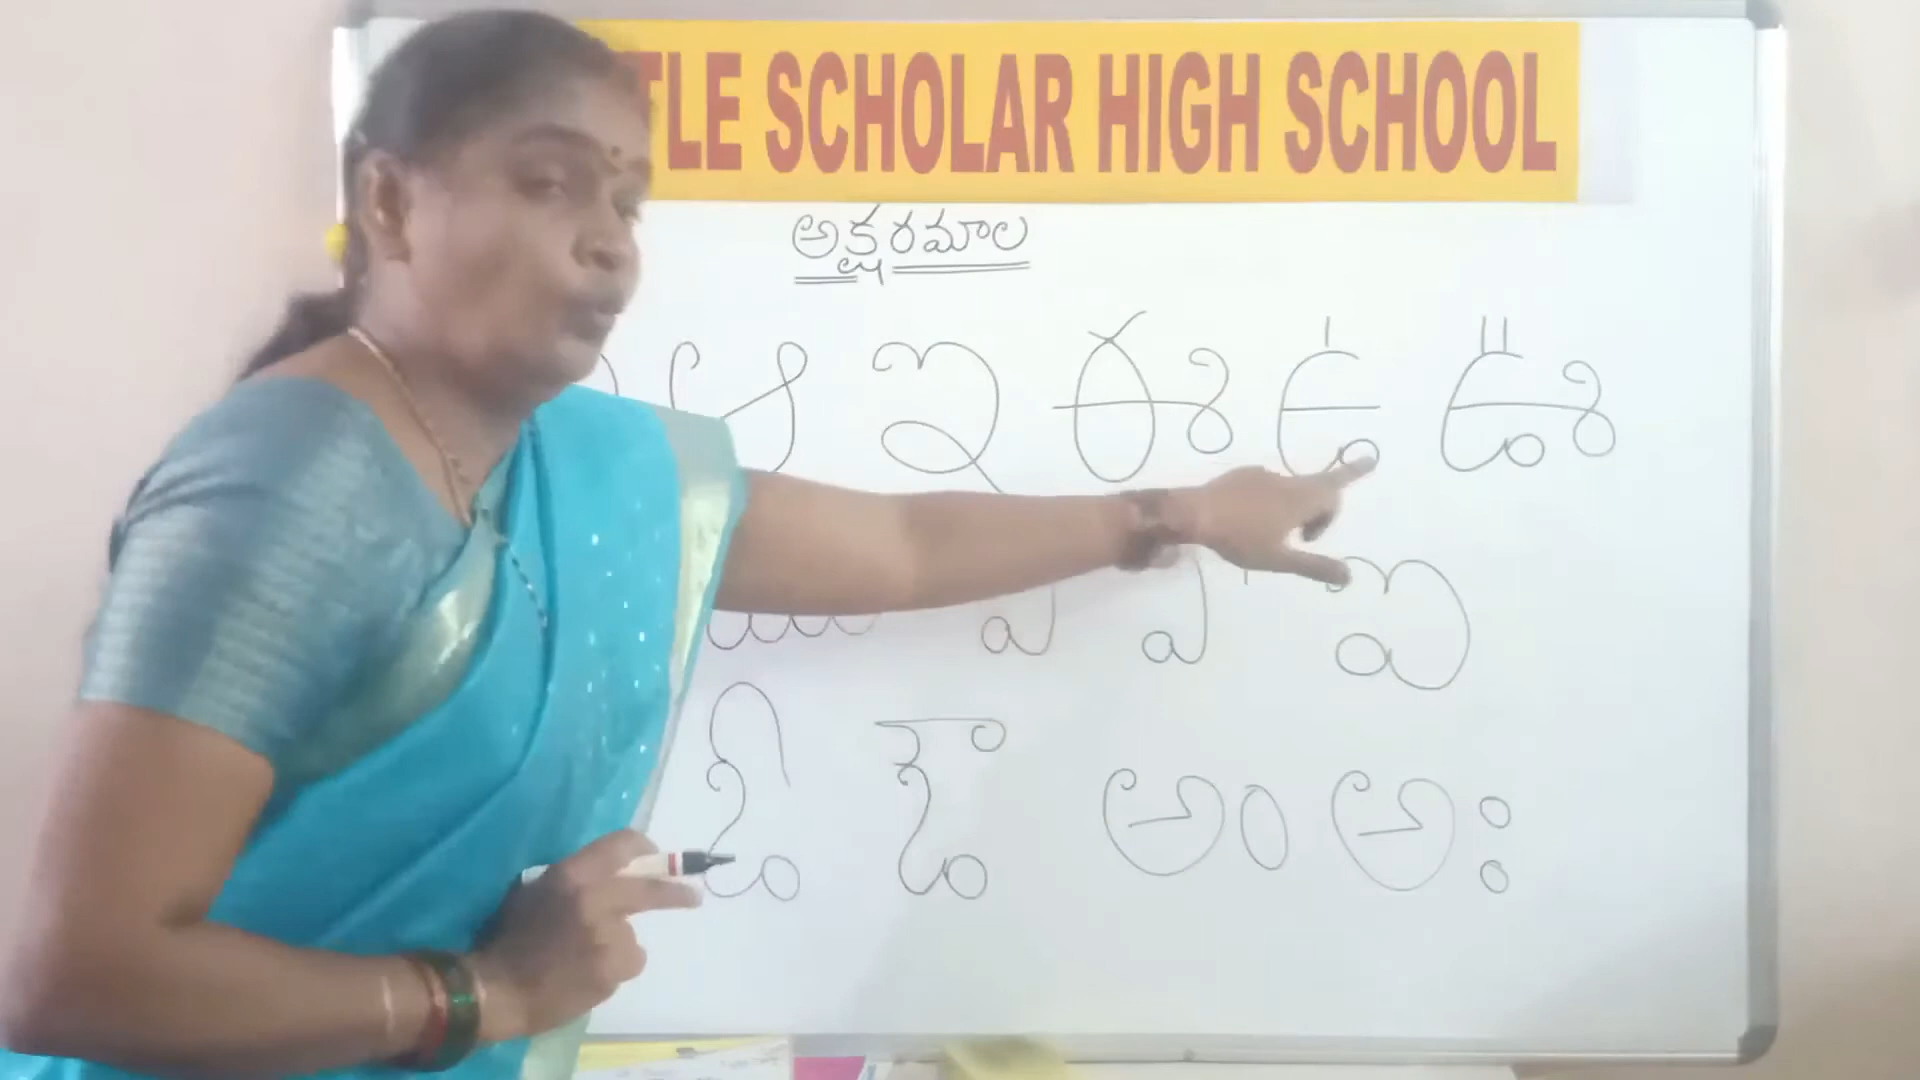 TLE SCHOLAR HIGH SCHOOL
అక్షరమాల
ఆ ఇ ఈ ఉ ఊ
ఎ ఏ ఐ
ఓ ఔ అం అః